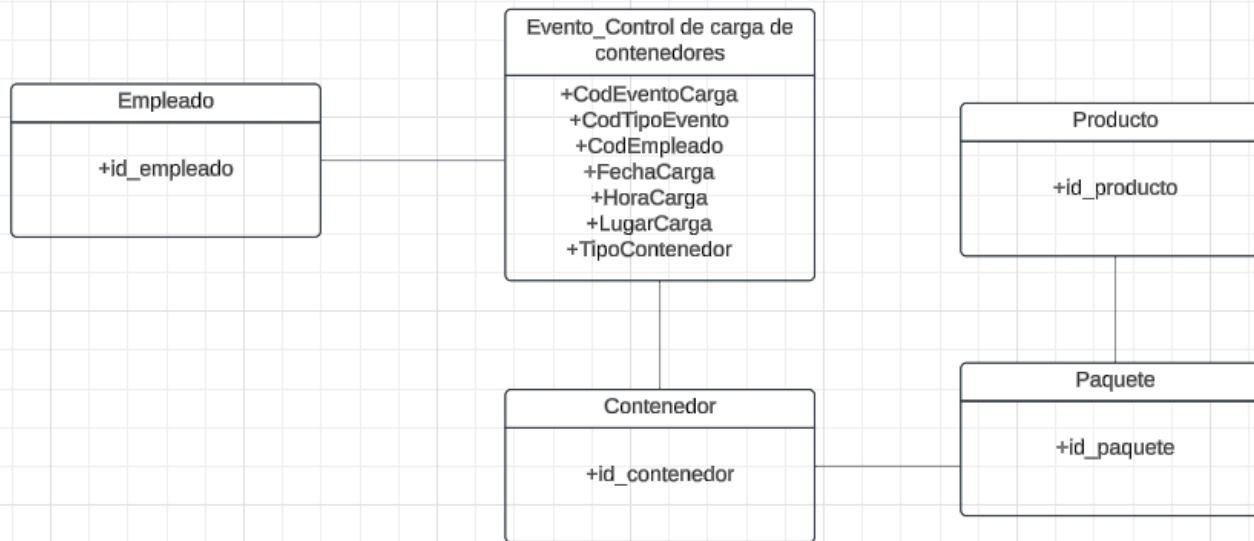 Evento_Control de carga de
contenedores
+CodEventoCarga
+CodTipoEvento
+CodEmpleado
+FechaCarga
+HoraCarga
+LugarCarga
+TipoContenedor
Empleado
+id_empleado
Producto
+id_producto
Contenedor
+id_contenedor
Paquete
+id_paquete